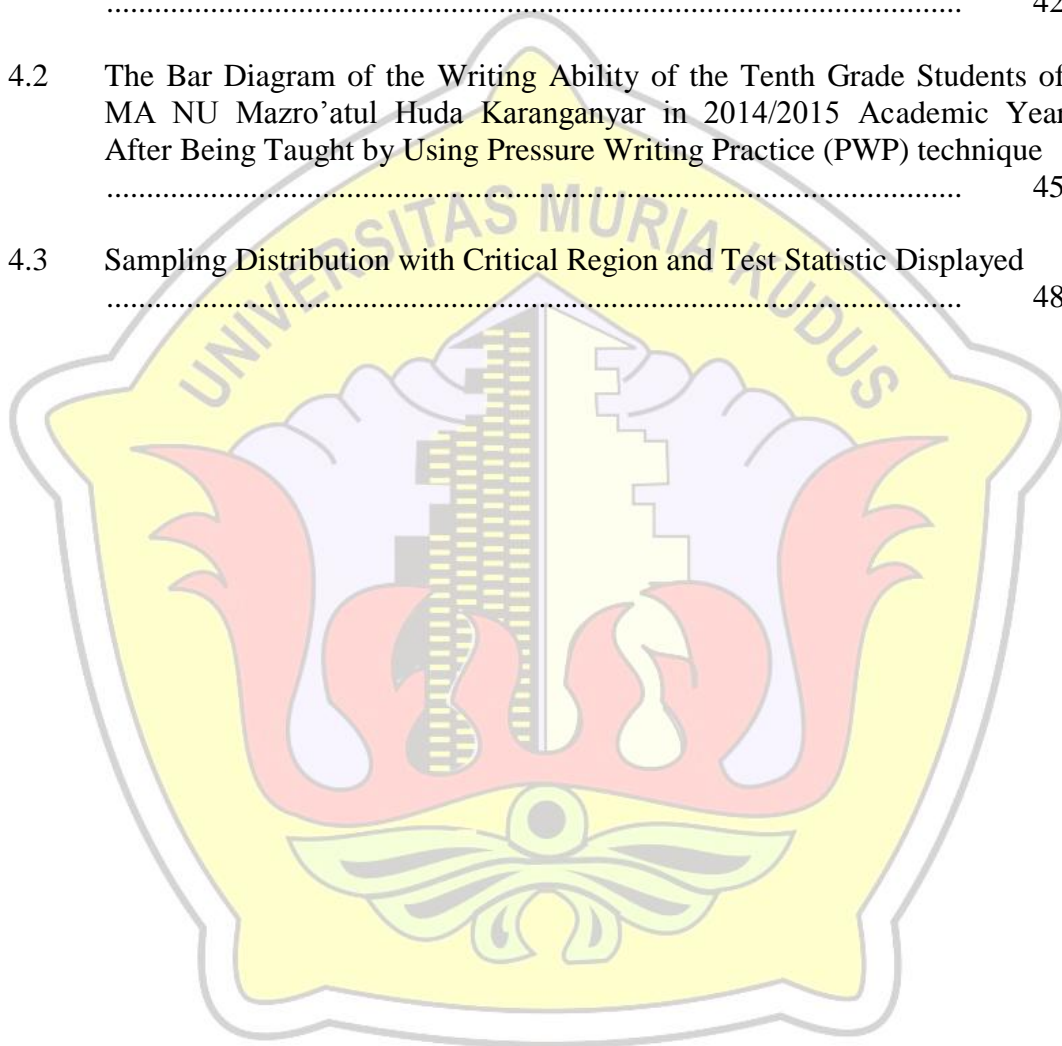 ........................................................................................................... 42
4.2 The Bar Diagram of the Writing Ability of the Tenth Grade Students of
MA NU Mazro’atul Huda Karanganyar in 2014/2015 Academic Year
After Being Taught by Using Pressure Writing Practice (PWP) technique
........................................................................................................... 45
4.3 Sampling Distribution with Critical Region and Test Statistic Displayed
........................................................................................................... 48
UNIVERSITAS MURIA KUDUS